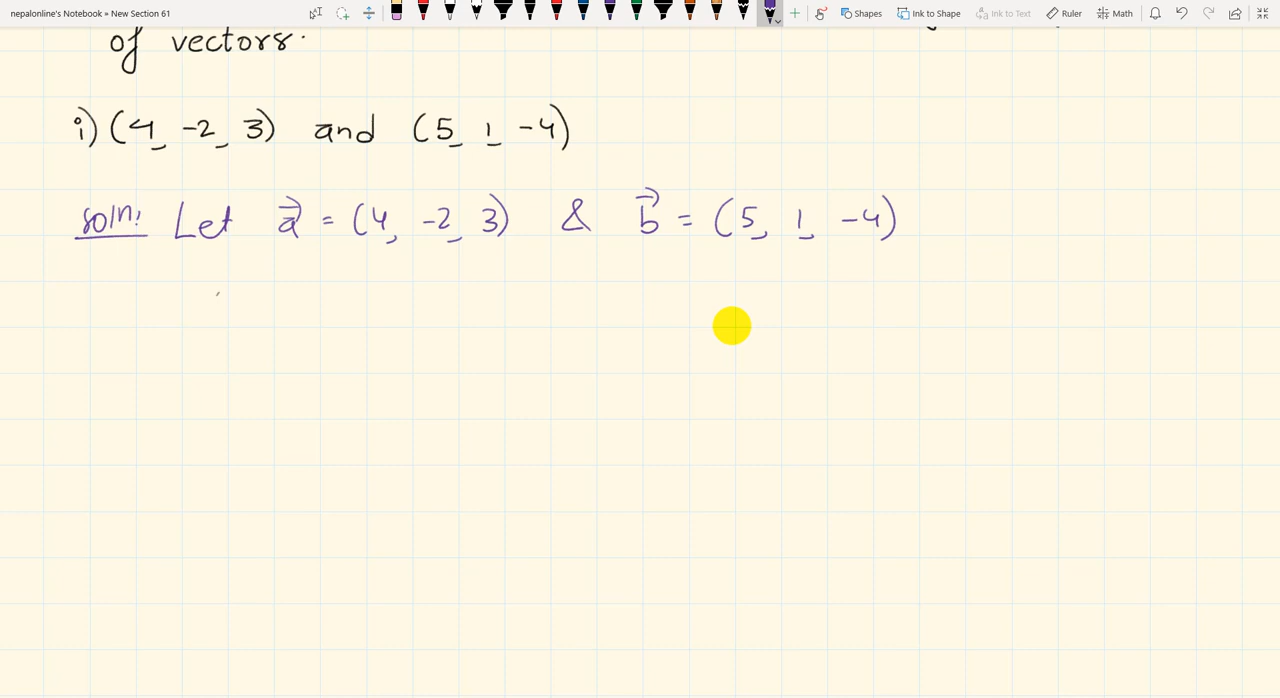 nepalonline's Notebook » New Section 61
Shapes Ink to Shape Ink to Text Ruler Math
of vectors.
i) (4, -2, 3) and (5, 1, -4)
soln: Let a⃗ = (4, -2, 3) & b⃗ = (5, 1, -4)